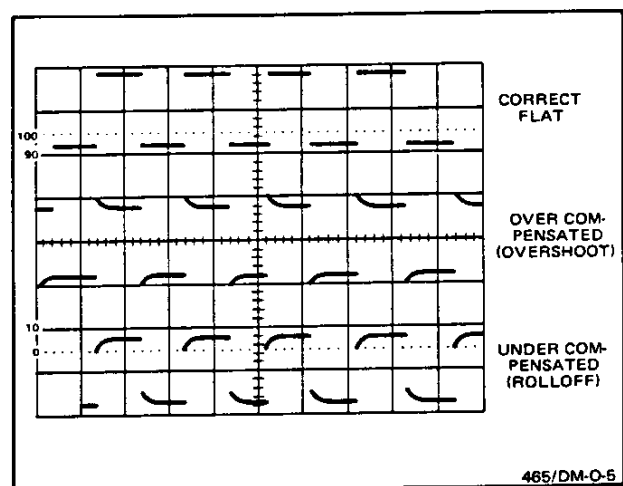 CORRECT
FLAT
100
90
OVER COM-
PENSATED
(OVERSHOOT)
10
0
UNDER COM-
PENSATED
(ROLLOFF)
465/DM-O-5